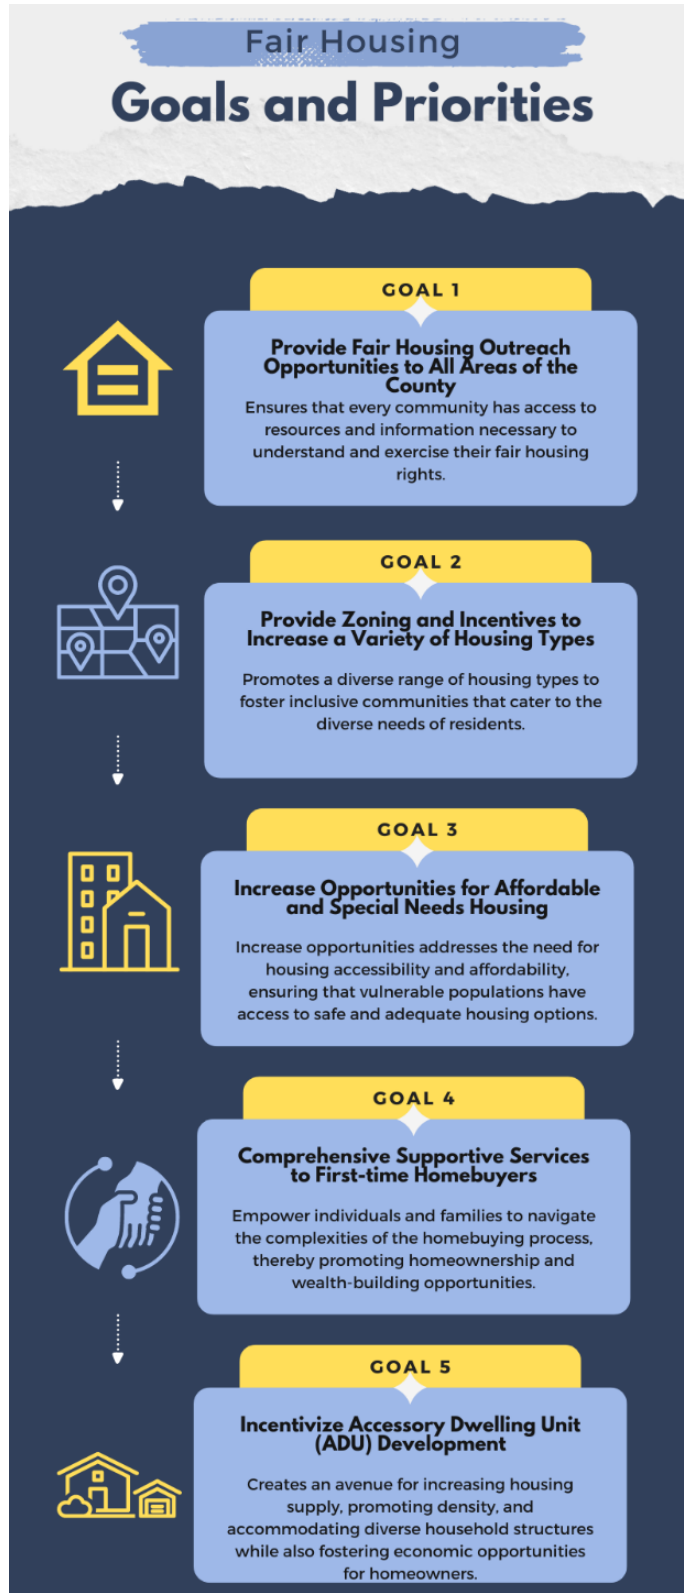 Fair Housing
Goals and Priorities
GOAL 1
Provide Fair Housing Outreach
Opportunities to All Areas of the
County
Ensures that every community has access to
resources and information necessary to
understand and exercise their fair housing
rights.
GOAL 2
Provide Zoning and Incentives to
Increase a Variety of Housing Types
Promotes a diverse range of housing types to
foster inclusive communities that cater to the
diverse needs of residents.
GOAL 3
Increase Opportunities for Affordable
and Special Needs Housing
Increase opportunities addresses the need for
housing accessibility and affordability,
ensuring that vulnerable populations have
access to safe and adequate housing options.
GOAL 4
Comprehensive Supportive Services
to First-time Homebuyers
Empower individuals and families to navigate
the complexities of the homebuying process,
thereby promoting homeownership and
wealth-building opportunities.
GOAL 5
Incentivize Accessory Dwelling Unit
(ADU) Development
Creates an avenue for increasing housing
supply, promoting density, and
accommodating diverse household structures
while also fostering economic opportunities
for homeowners.